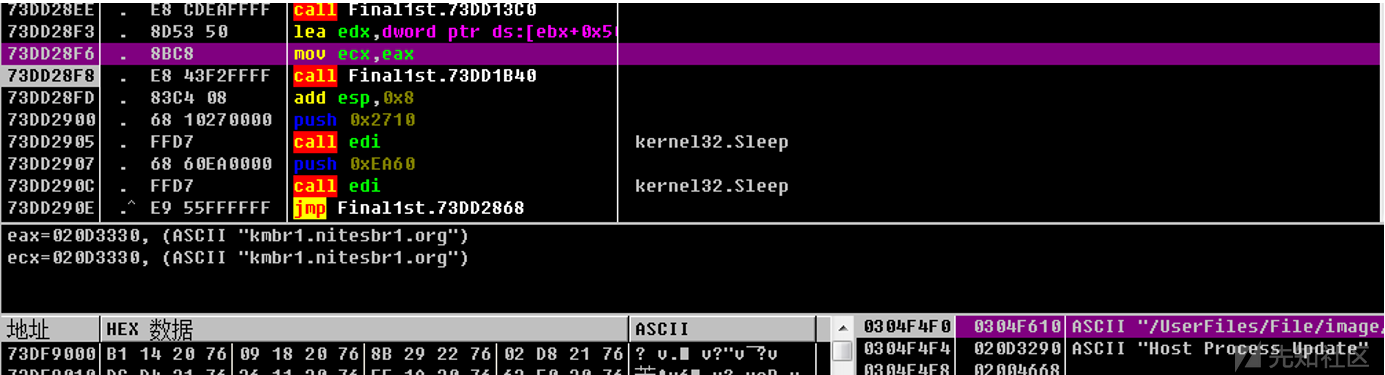 73DD28EE . E8 CDEAFFFF call Final1st.73DD13C0
73DD28F3 . 8D53 50 lea edx,dword ptr ds:[ebx+0x50
73DD28F6 . 8BC8 mov ecx,eax
73DD28F8 . E8 43F2FFFF call Final1st.73DD1B40
73DD28FD . 83C4 08 add esp,0x8
73DD2900 . 68 10270000 push 0x2710
73DD2905 . FFD7 call edi kernel32.Sleep
73DD2907 . 68 60EA0000 push 0xEA60
73DD290C . FFD7 call edi kernel32.Sleep
73DD290E .^ E9 55FFFFFF jmp Final1st.73DD2868
eax=020D3330, (ASCII "kmbr1.nitesbr1.org")
ecx=020D3330, (ASCII "kmbr1.nitesbr1.org")
地址 HEX 数据 ASCII
73DF9000 B1 14 20 76 09 18 20 76 8B 29 22 76 02 D8 21 76
0304F4F0 0304F610 ASCII "/UserFiles/File/image/
0304F4F4 020D3290 ASCII "Host Process Update"
0304F4F8 02004668
先知社区